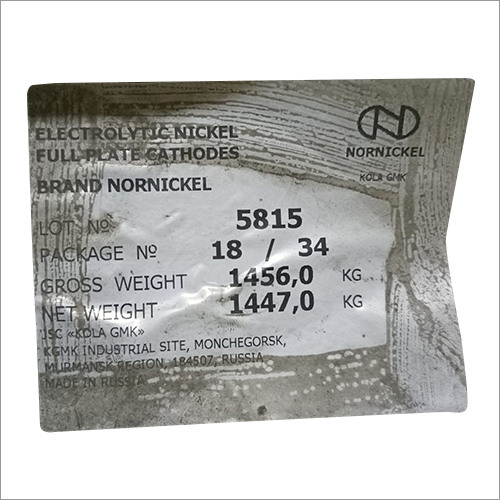 ELECTROLYTIC NICKEL
FULL PLATE CATHODES
BRAND NORNICKEL
NORNICKEL
KOLA GMK
LOT № 5815
PACKAGE № 18 / 34
GROSS WEIGHT 1456,0 KG
NET WEIGHT 1447,0 KG
JSC «KOLA GMK»
KGMK INDUSTRIAL SITE, MONCHEGORSK,
MURMANSK REGION, 184507, RUSSIA
MADE IN RUSSIA